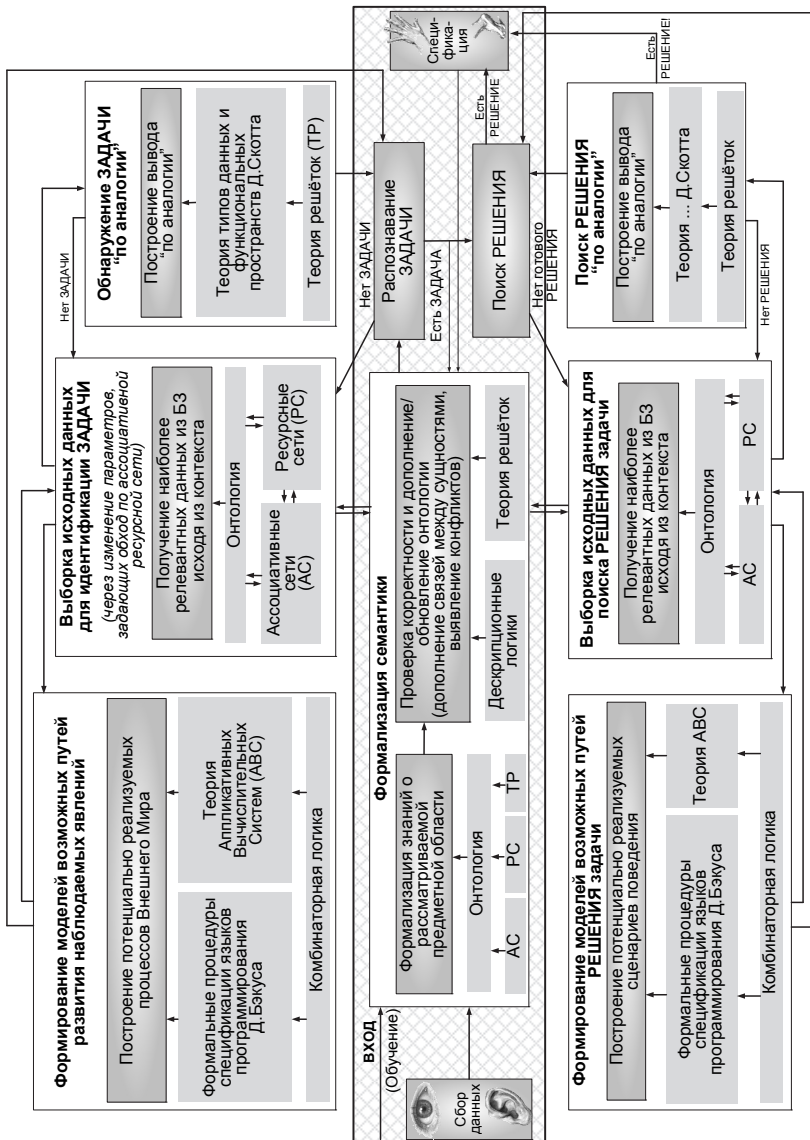 Формирование моделей возможных путей
развития наблюдаемых явлений
Построение потенциально реализуемых
процессов Внешнего Мира
Формальные процедуры
спецификации языков
программирования
Д.Бэкуса
Теория
Аппликативных
Вычислительных
Систем (АВС)
Комбинаторная логика
Выборка исходных данных
для идентификации ЗАДАЧИ
(через изменение параметров,
задающих обход по ассоциативной
ресурсной сети)
Получение наиболее
релевантных данных из БЗ
исходя из контекста
Онтология
Ассоциативные
сети (АС)
Ресурсные
сети (РС)
Нет ЗАДАЧИ
Обнаружение ЗАДАЧИ
“по аналогии”
Построение вывода
“по аналогии”
Теория типов данных и
функциональных
пространств Д.Скотта
Теория решёток (ТР)
ВХОД
(Обучение)
Сбор
данных
Формализация семантики
Формализация знаний о
рассматриваемой
предметной области
Онтология
АС
РС
ТР
Проверка корректности и дополнение/
обновление онтологии
(дополнение связей между сущностями,
выявление конфликтов)
Дескрипционные
логики
Теория решёток
Нет ЗАДАЧИ
Распознавание
ЗАДАЧИ
Есть ЗАДАЧА
Поиск РЕШЕНИЯ
Нет готового
РЕШЕНИЯ
Есть
РЕШЕНИЕ
Специ-
фика-
ция
Есть
РЕШЕНИЕ!
Формирование моделей возможных путей
РЕШЕНИЯ задачи
Построение потенциально реализуемых
сценариев поведения
Формальные процедуры
спецификации языков
программирования Д.Бэкуса
Теория АВС
Комбинаторная логика
Выборка исходных данных для
поиска РЕШЕНИЯ задачи
Получение наиболее
релевантных данных из БЗ
исходя из контекста
Онтология
АС
РС
Нет РЕШЕНИЯ
Поиск РЕШЕНИЯ
“по аналогии”
Построение вывода
“по аналогии”
Теория ... Д.Скотта
Теория решёток